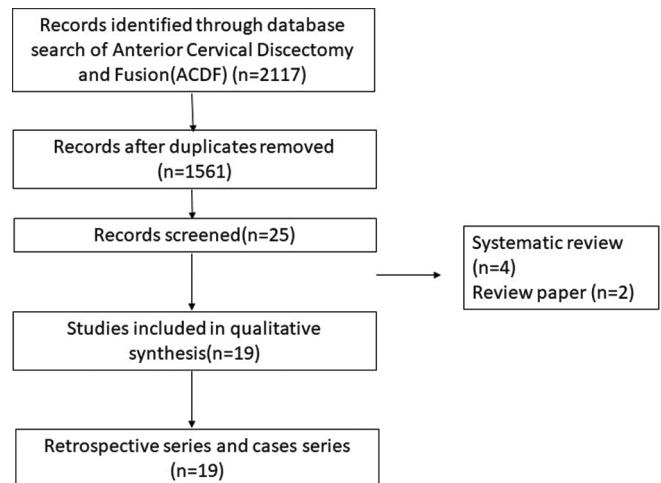 Records identified through database
search of Anterior Cervical Discectomy
and Fusion(ACDF) (n=2117)
Records after duplicates removed
(n=1561)
Records screened(n=25)
Systematic review
(n=4)
Review paper (n=2)
Studies included in qualitative
synthesis(n=19)
Retrospective series and cases series
(n=19)